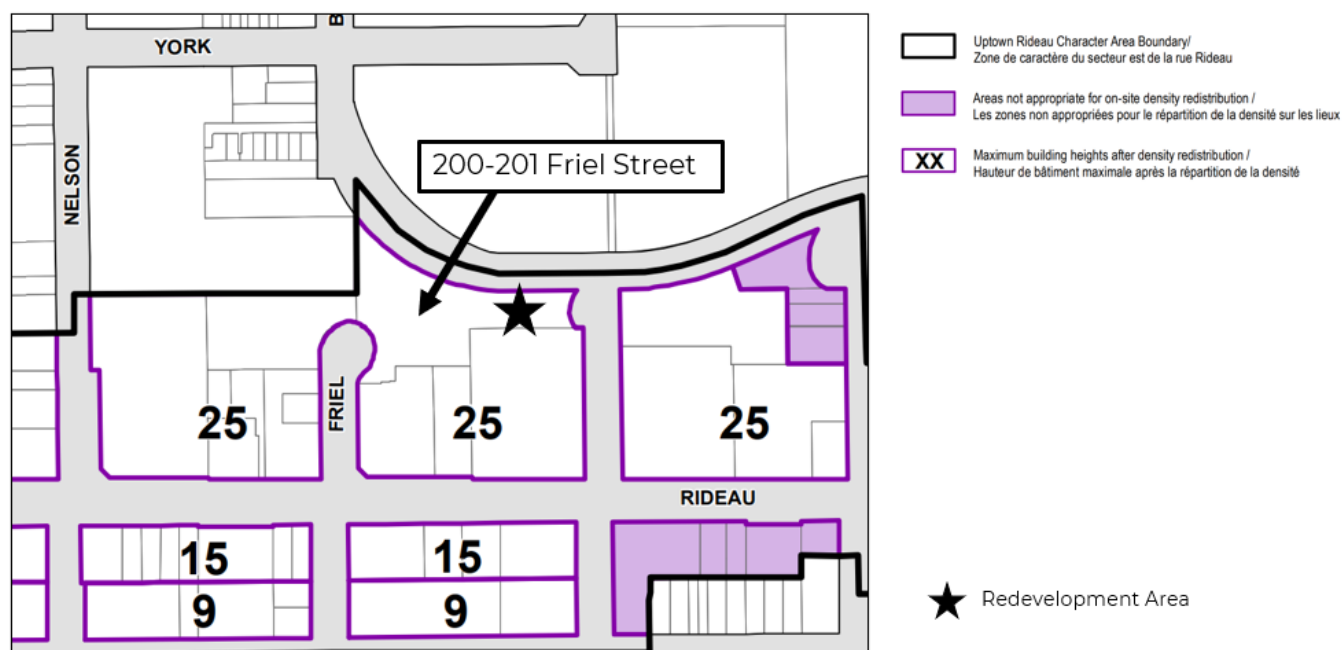 B
YORK
NELSON
200-201 Friel Street
FRIEL
25
25
25
RIDEAU
15
15
9
9
Uptown Rideau Character Area Boundary/
Zone de caractère du secteur est de la rue Rideau
Areas not appropriate for on-site density redistribution /
Les zones non appropriées pour le répartition de la densité sur les lieux
XX
Maximum building heights after density redistribution /
Hauteur de bâtiment maximale après la répartition de la densité
Redevelopment Area